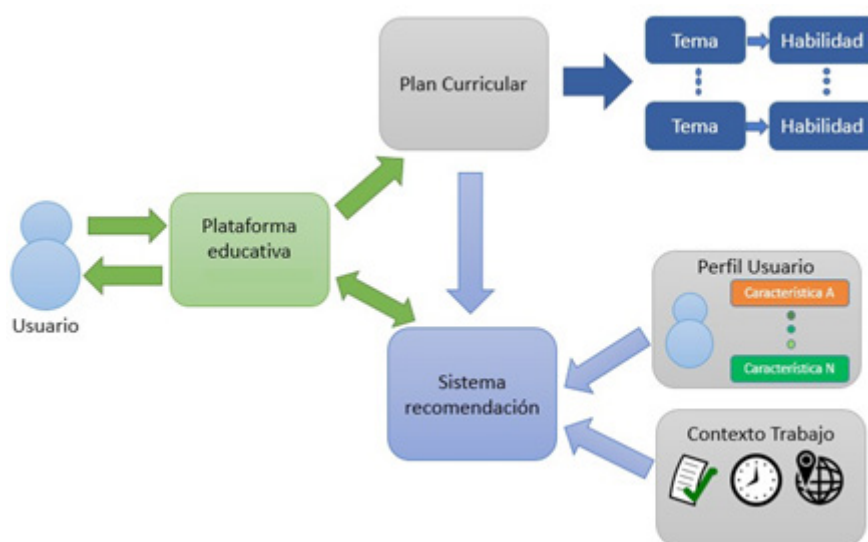 Plan Curricular
Tema
Habilidad
Tema
Habilidad
Plataforma
educativa
Usuario
Sistema
recomendación
Perfil Usuario
Característica A
Característica N
Contexto Trabajo